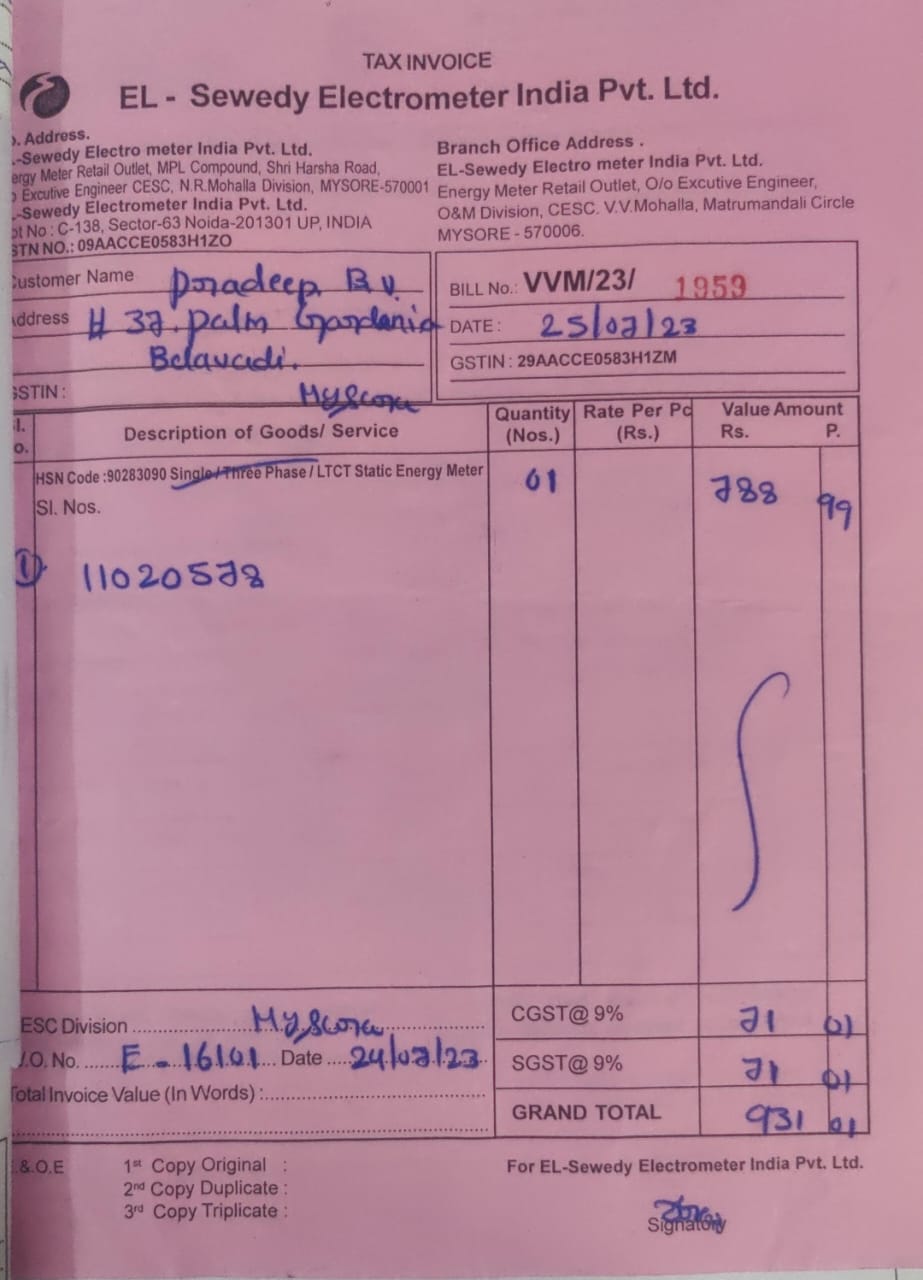 TAX INVOICE
EL - Sewedy Electrometer India Pvt. Ltd.
o. Address.
.-Sewedy Electro meter India Pvt. Ltd.
ergy Meter Retail Outlet, MPL Compound, Shri Harsha Road,
o Excutive Engineer CESC, N.R.Mohalla Division, MYSORE-570001
.-Sewedy Electrometer India Pvt. Ltd.
ot No : C-138, Sector-63 Noida-201301 UP, INDIA
STN NO.: 09AACCE0583H1ZO
Branch Office Address .
EL-Sewedy Electro meter India Pvt. Ltd.
Energy Meter Retail Outlet, O/o Excutive Engineer,
O&M Division, CESC. V.V.Mohalla, Matrumandali Circle
MYSORE - 570006.
ustomer Name Pradeep B.V.
ddress # 37. Palm Gardania
Belavadi.
GSTIN : Mysore
BILL No.: VVM/23/ 1959
DATE : 25/07/23
GSTIN : 29AACCE0583H1ZM
l. o. Description of Goods/ Service Quantity (Nos.) Rate Per Pc (Rs.) Value Amount Rs. P.
HSN Code :90283090 Single/Three Phase/ LTCT Static Energy Meter 01 788 99
Sl. Nos.
1 11020578
ESC Division Mysore CGST@ 9% 71 01
.O. No. E - 16101 Date 24/07/23 SGST@ 9% 71 01
Total Invoice Value (In Words) :
GRAND TOTAL 931 01
.&.O.E 1st Copy Original : For EL-Sewedy Electrometer India Pvt. Ltd.
2nd Copy Duplicate :
3rd Copy Triplicate :
Signatory